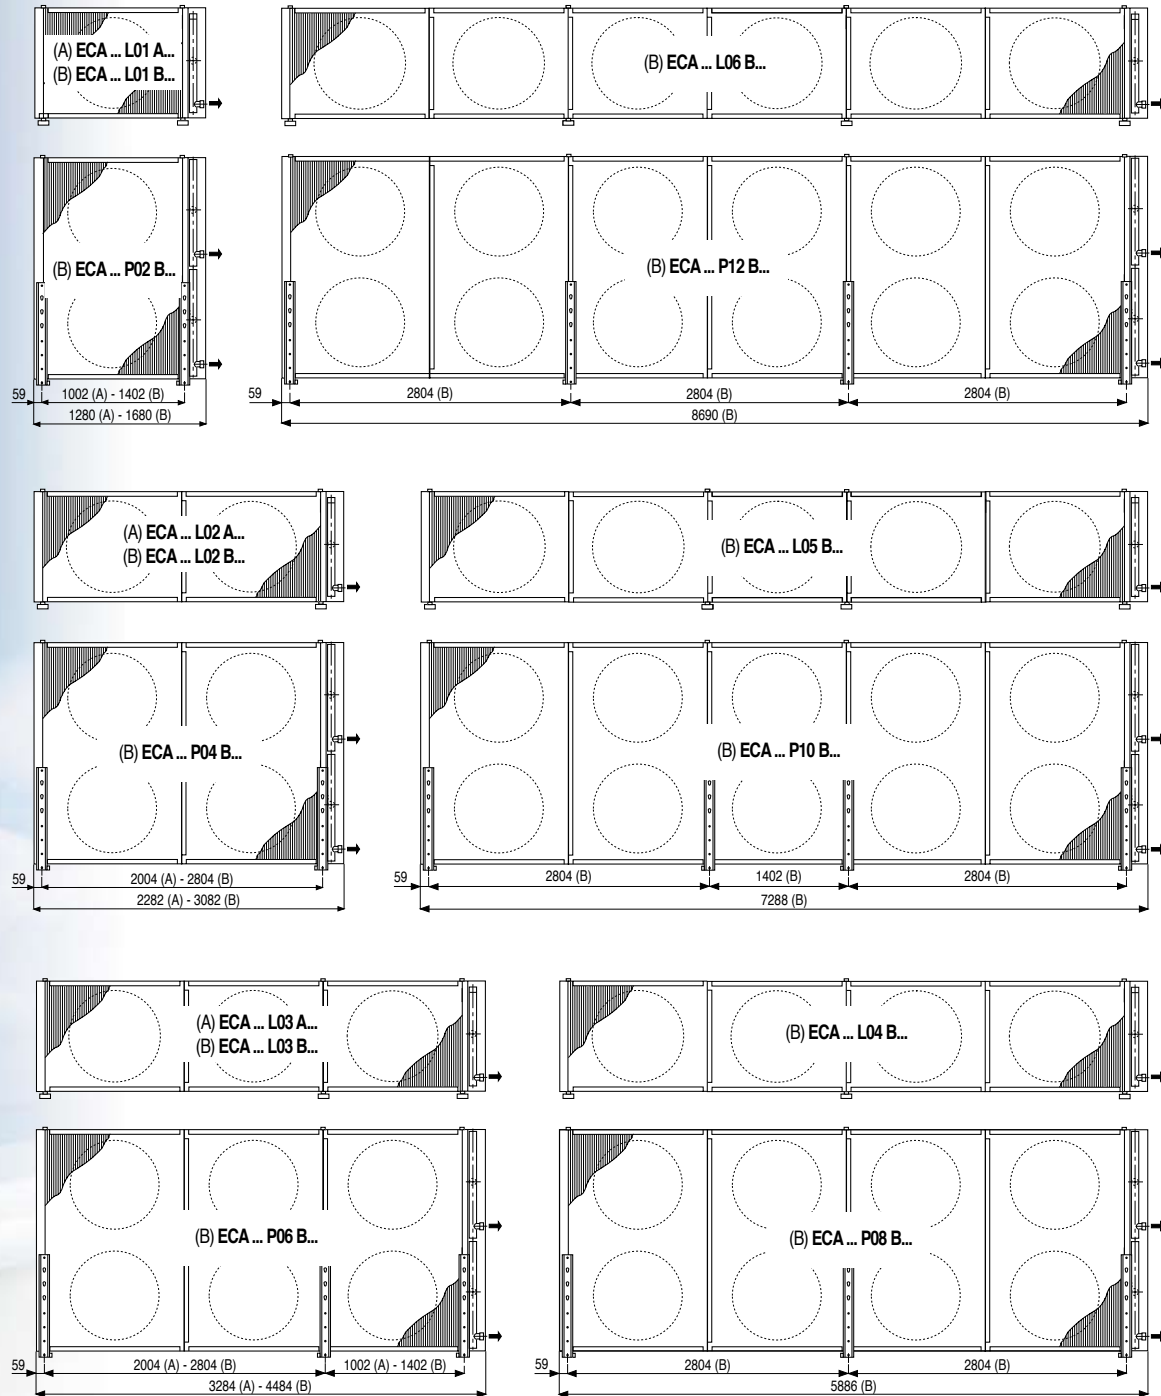 (A) ECA ... L01 A...
(B) ECA ... L01 B...
(B) ECA ... L06 B...
(B) ECA ... P02 B...
(B) ECA ... P12 B...
59
1002 (A) - 1402 (B)
1280 (A) - 1680 (B)
59
2804 (B)
2804 (B)
2804 (B)
8690 (B)
(A) ECA ... L02 A...
(B) ECA ... L02 B...
(B) ECA ... L05 B...
(B) ECA ... P04 B...
(B) ECA ... P10 B...
59
2004 (A) - 2804 (B)
2282 (A) - 3082 (B)
59
2804 (B)
1402 (B)
2804 (B)
7288 (B)
(A) ECA ... L03 A...
(B) ECA ... L03 B...
(B) ECA ... L04 B...
(B) ECA ... P06 B...
(B) ECA ... P08 B...
59
2004 (A) - 2804 (B)
1002 (A) - 1402 (B)
3284 (A) - 4484 (B)
59
2804 (B)
2804 (B)
5886 (B)